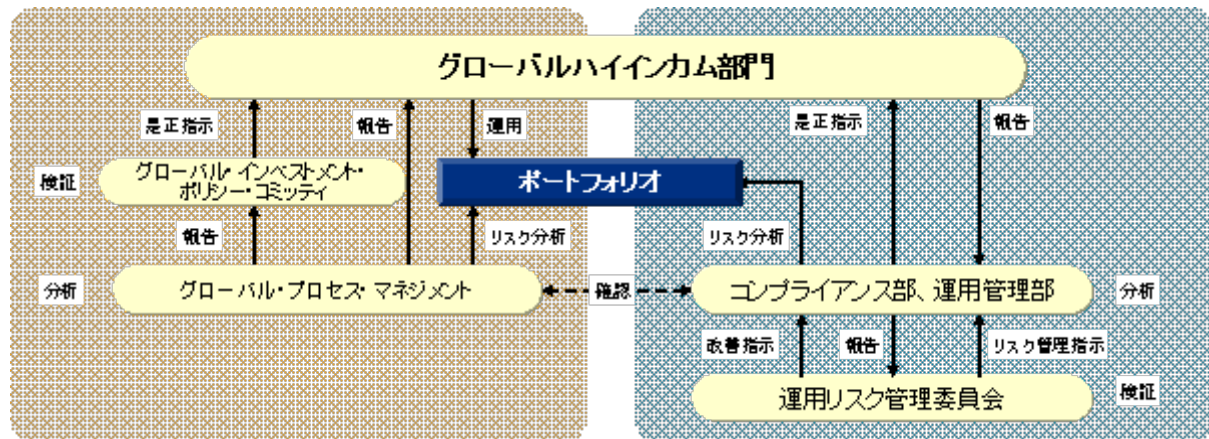 グローバルハイインカム部門
是正指示
報告
運用
是正指示
報告
検証
グローバル・インベストメント・
ポリシー・コミッティ
ポートフォリオ
報告
リスク分析
リスク分析
分析
グローバル・プロセス・マネジメント
確認
コンプライアンス部、運用管理部
分析
改善指示
報告
リスク管理指示
運用リスク管理委員会
検証